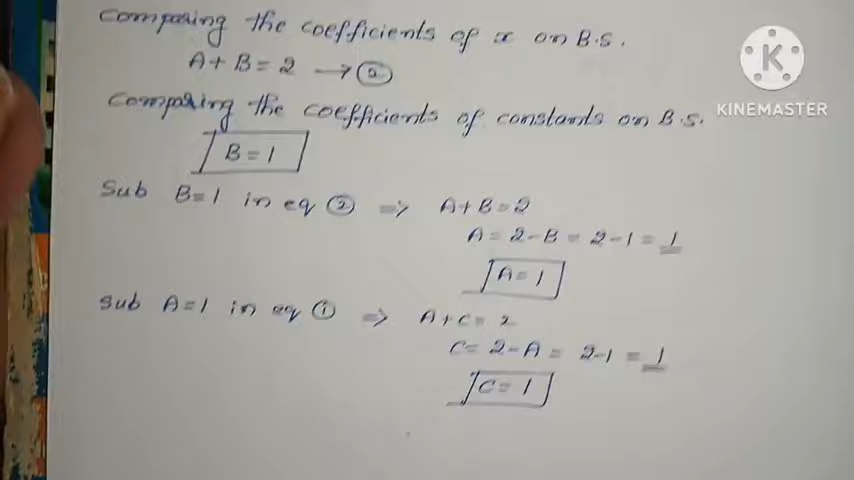 Comparing the coefficients of x on B.S.
A + B = 2 → ②
Comparing the coefficients of constants on B.S.
B = 1
Sub B=1 in eq ② => A+B=2
A = 2-B = 2-1 = 1
A = 1
Sub A=1 in eq ① => A+C= 2
C= 2-A = 2-1 = 1
C= 1
K
KINEMASTER